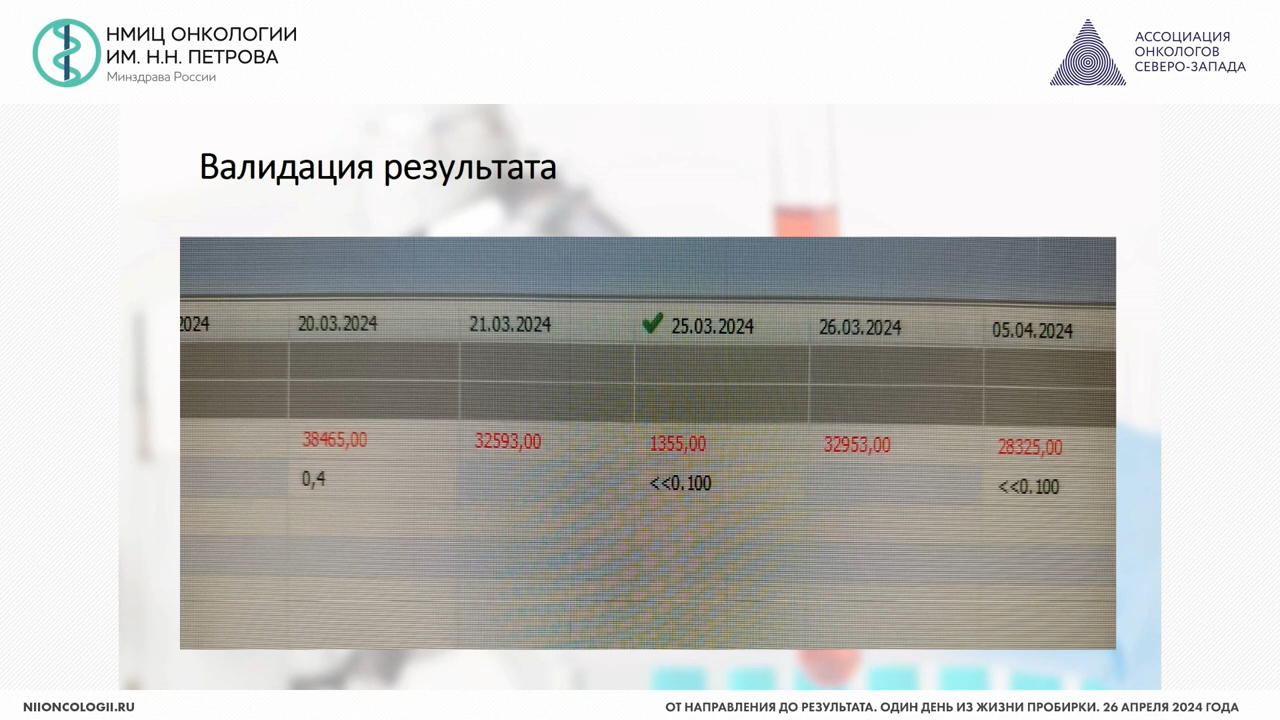 НМИЦ ОНКОЛОГИИ
ИМ. Н.Н. ПЕТРОВА
Минздрава России
АССОЦИАЦИЯ
ОНКОЛОГОВ
СЕВЕРО-ЗАПАДА
Валидация результата
2024 20.03.2024 21.03.2024 25.03.2024 26.03.2024 05.04.2024
38465,00 32593,00 1355,00 32953,00 28325,00
0,4 <<0.100 <<0.100
NIIONCOLOGII.RU
ОТ НАПРАВЛЕНИЯ ДО РЕЗУЛЬТАТА. ОДИН ДЕНЬ ИЗ ЖИЗНИ ПРОБИРКИ. 26 АПРЕЛЯ 2024 ГОДА